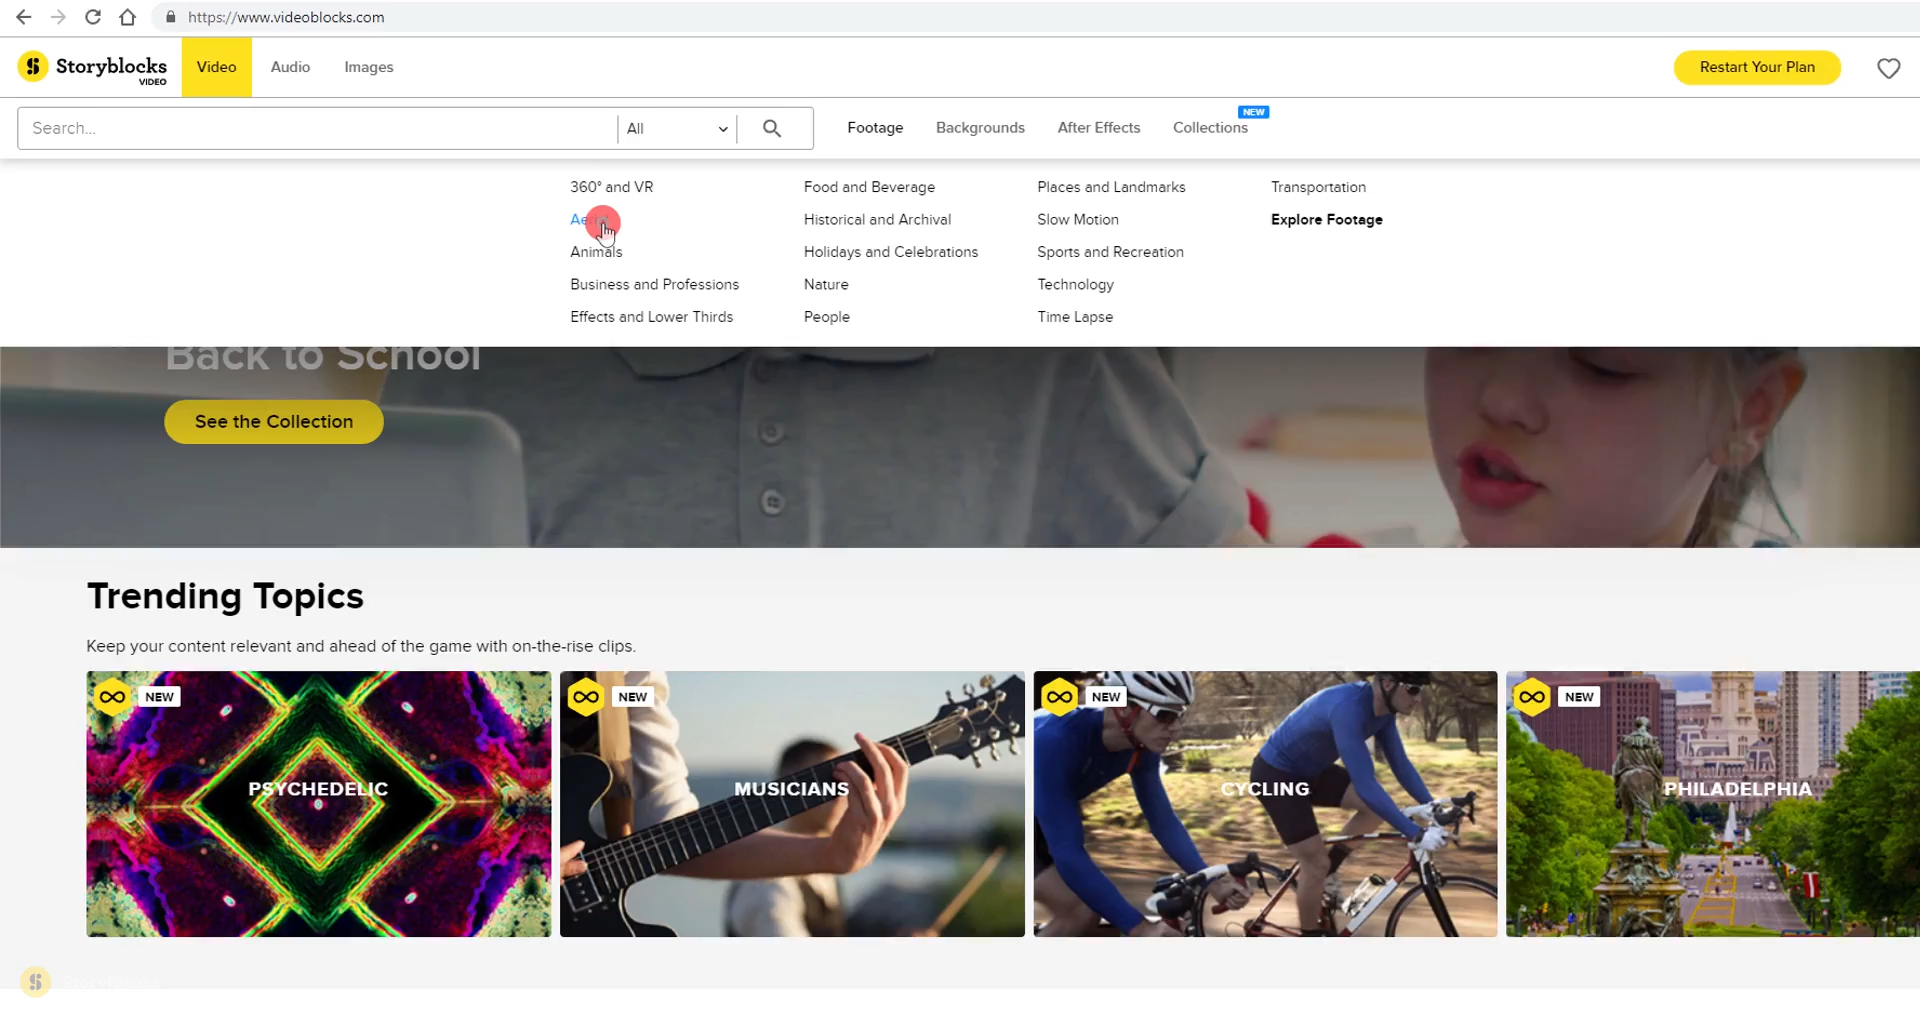 https://www.videoblocks.com
Storyblocks
VIDEO
Video
Audio
Images
Restart Your Plan
Search...
All
Footage
Backgrounds
After Effects
Collections
NEW
360° and VR
Food and Beverage
Places and Landmarks
Transportation
Historical and Archival
Slow Motion
Explore Footage
Animals
Holidays and Celebrations
Sports and Recreation
Business and Professions
Nature
Technology
Effects and Lower Thirds
People
Time Lapse
Back to School
See the Collection
Trending Topics
Keep your content relevant and ahead of the game with on-the-rise clips.
NEW
PSYCHEDELIC
NEW
MUSICIANS
NEW
CYCLING
NEW
PHILADELPHIA